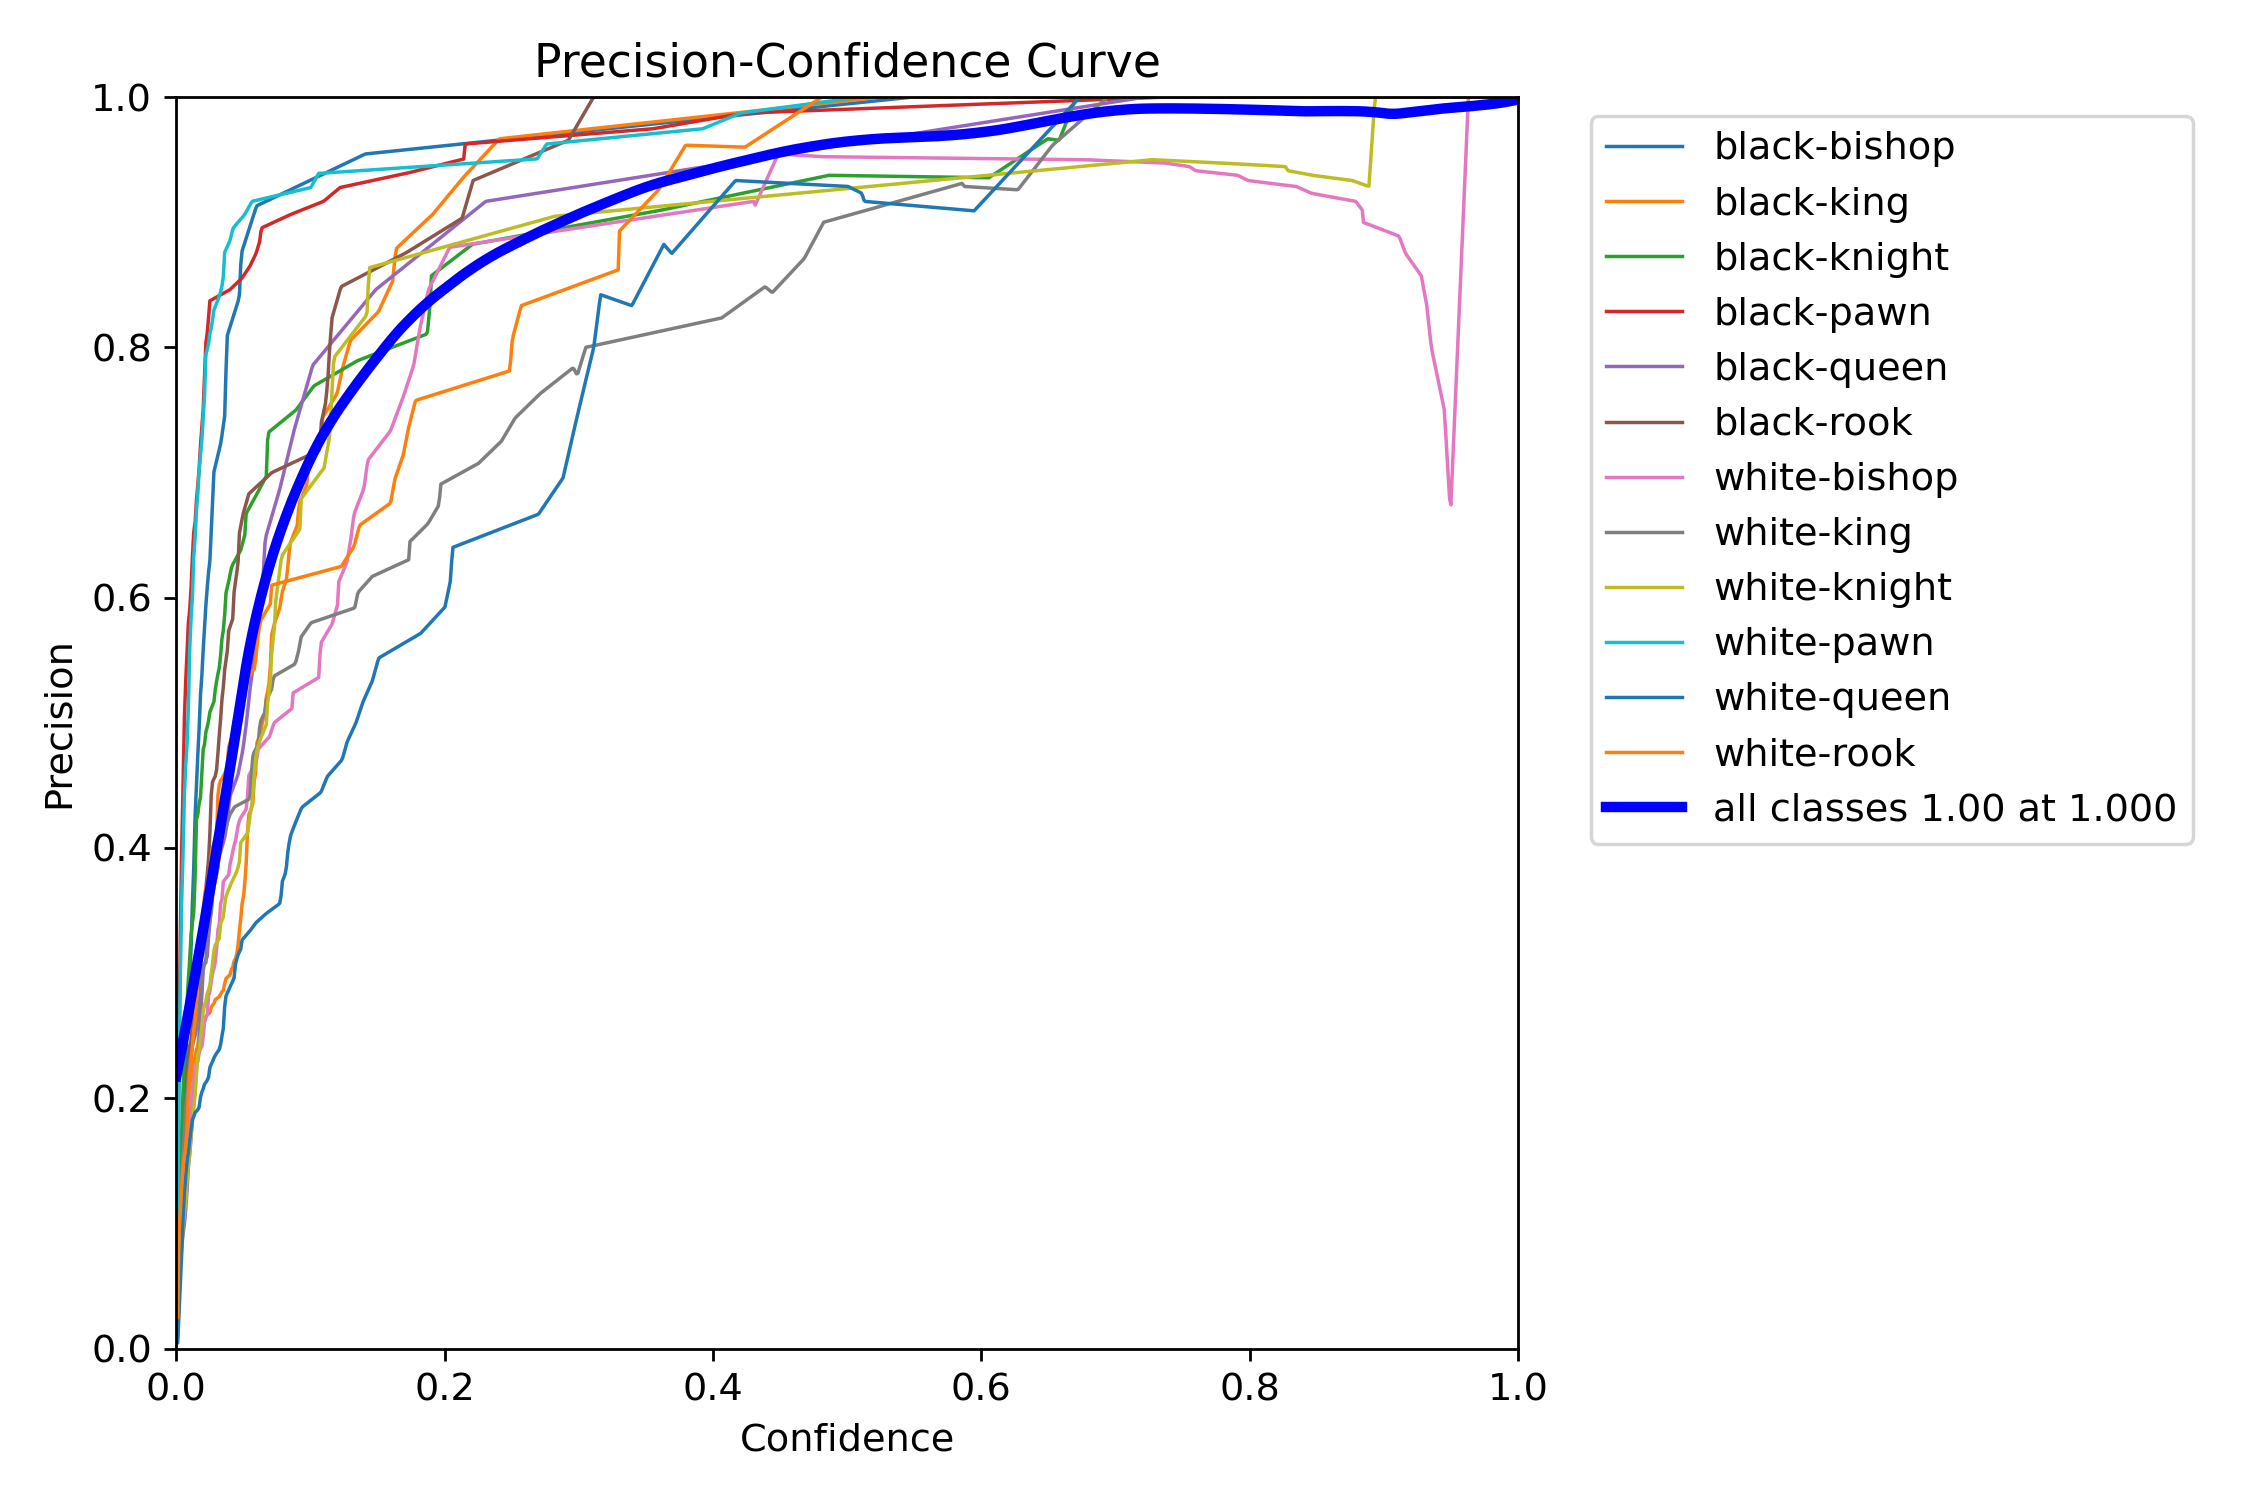 Precision-Confidence Curve
1.0
0.8
0.6
0.4
0.2
0.0
Precision
0.0 0.2 0.4 0.6 0.8 1.0
Confidence
black-bishop
black-king
black-knight
black-pawn
black-queen
black-rook
white-bishop
white-king
white-knight
white-pawn
white-queen
white-rook
all classes 1.00 at 1.000